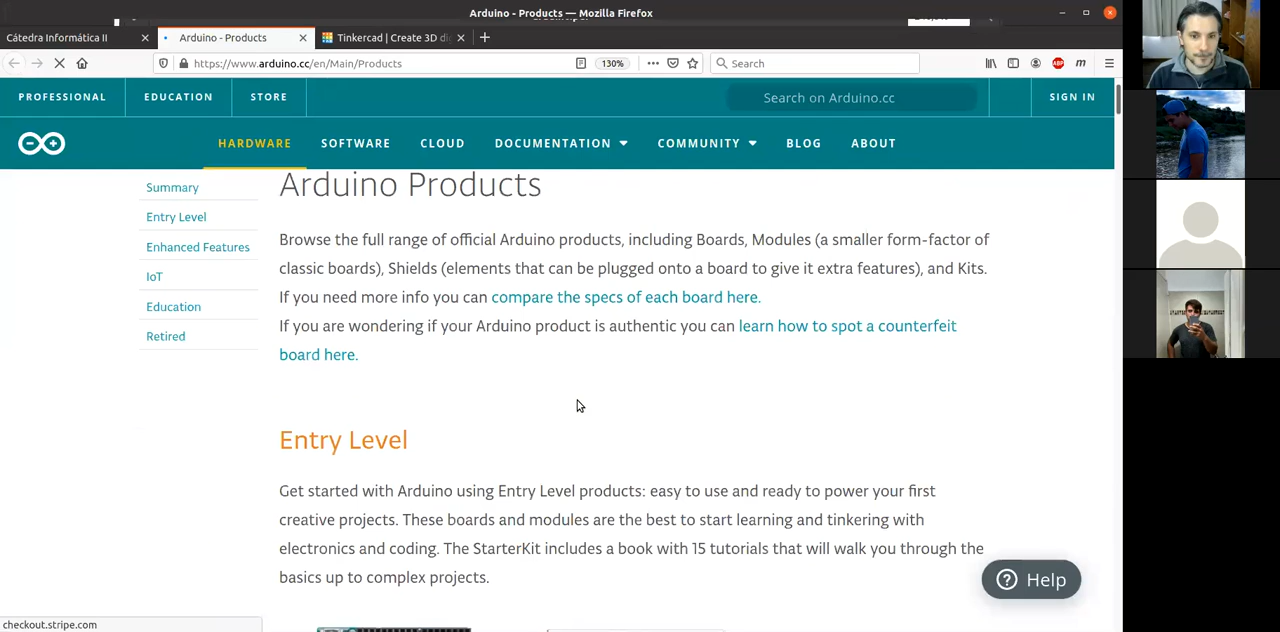 Arduino - Products — Mozilla Firefox
Cátedra Informática II
Arduino - Products
Tinkercad | Create 3D di
https://www.arduino.cc/en/Main/Products
130%
Search
PROFESSIONAL
EDUCATION
STORE
Search on Arduino.cc
SIGN IN
HARDWARE
SOFTWARE
CLOUD
DOCUMENTATION
COMMUNITY
BLOG
ABOUT
Summary
Entry Level
Enhanced Features
IoT
Education
Retired
Arduino Products
Browse the full range of official Arduino products, including Boards, Modules (a smaller form-factor of
classic boards), Shields (elements that can be plugged onto a board to give it extra features), and Kits.
If you need more info you can compare the specs of each board here.
If you are wondering if your Arduino product is authentic you can learn how to spot a counterfeit
board here.
Entry Level
Get started with Arduino using Entry Level products: easy to use and ready to power your first
creative projects. These boards and modules are the best to start learning and tinkering with
electronics and coding. The StarterKit includes a book with 15 tutorials that will walk you through the
basics up to complex projects.
Help
checkout.stripe.com